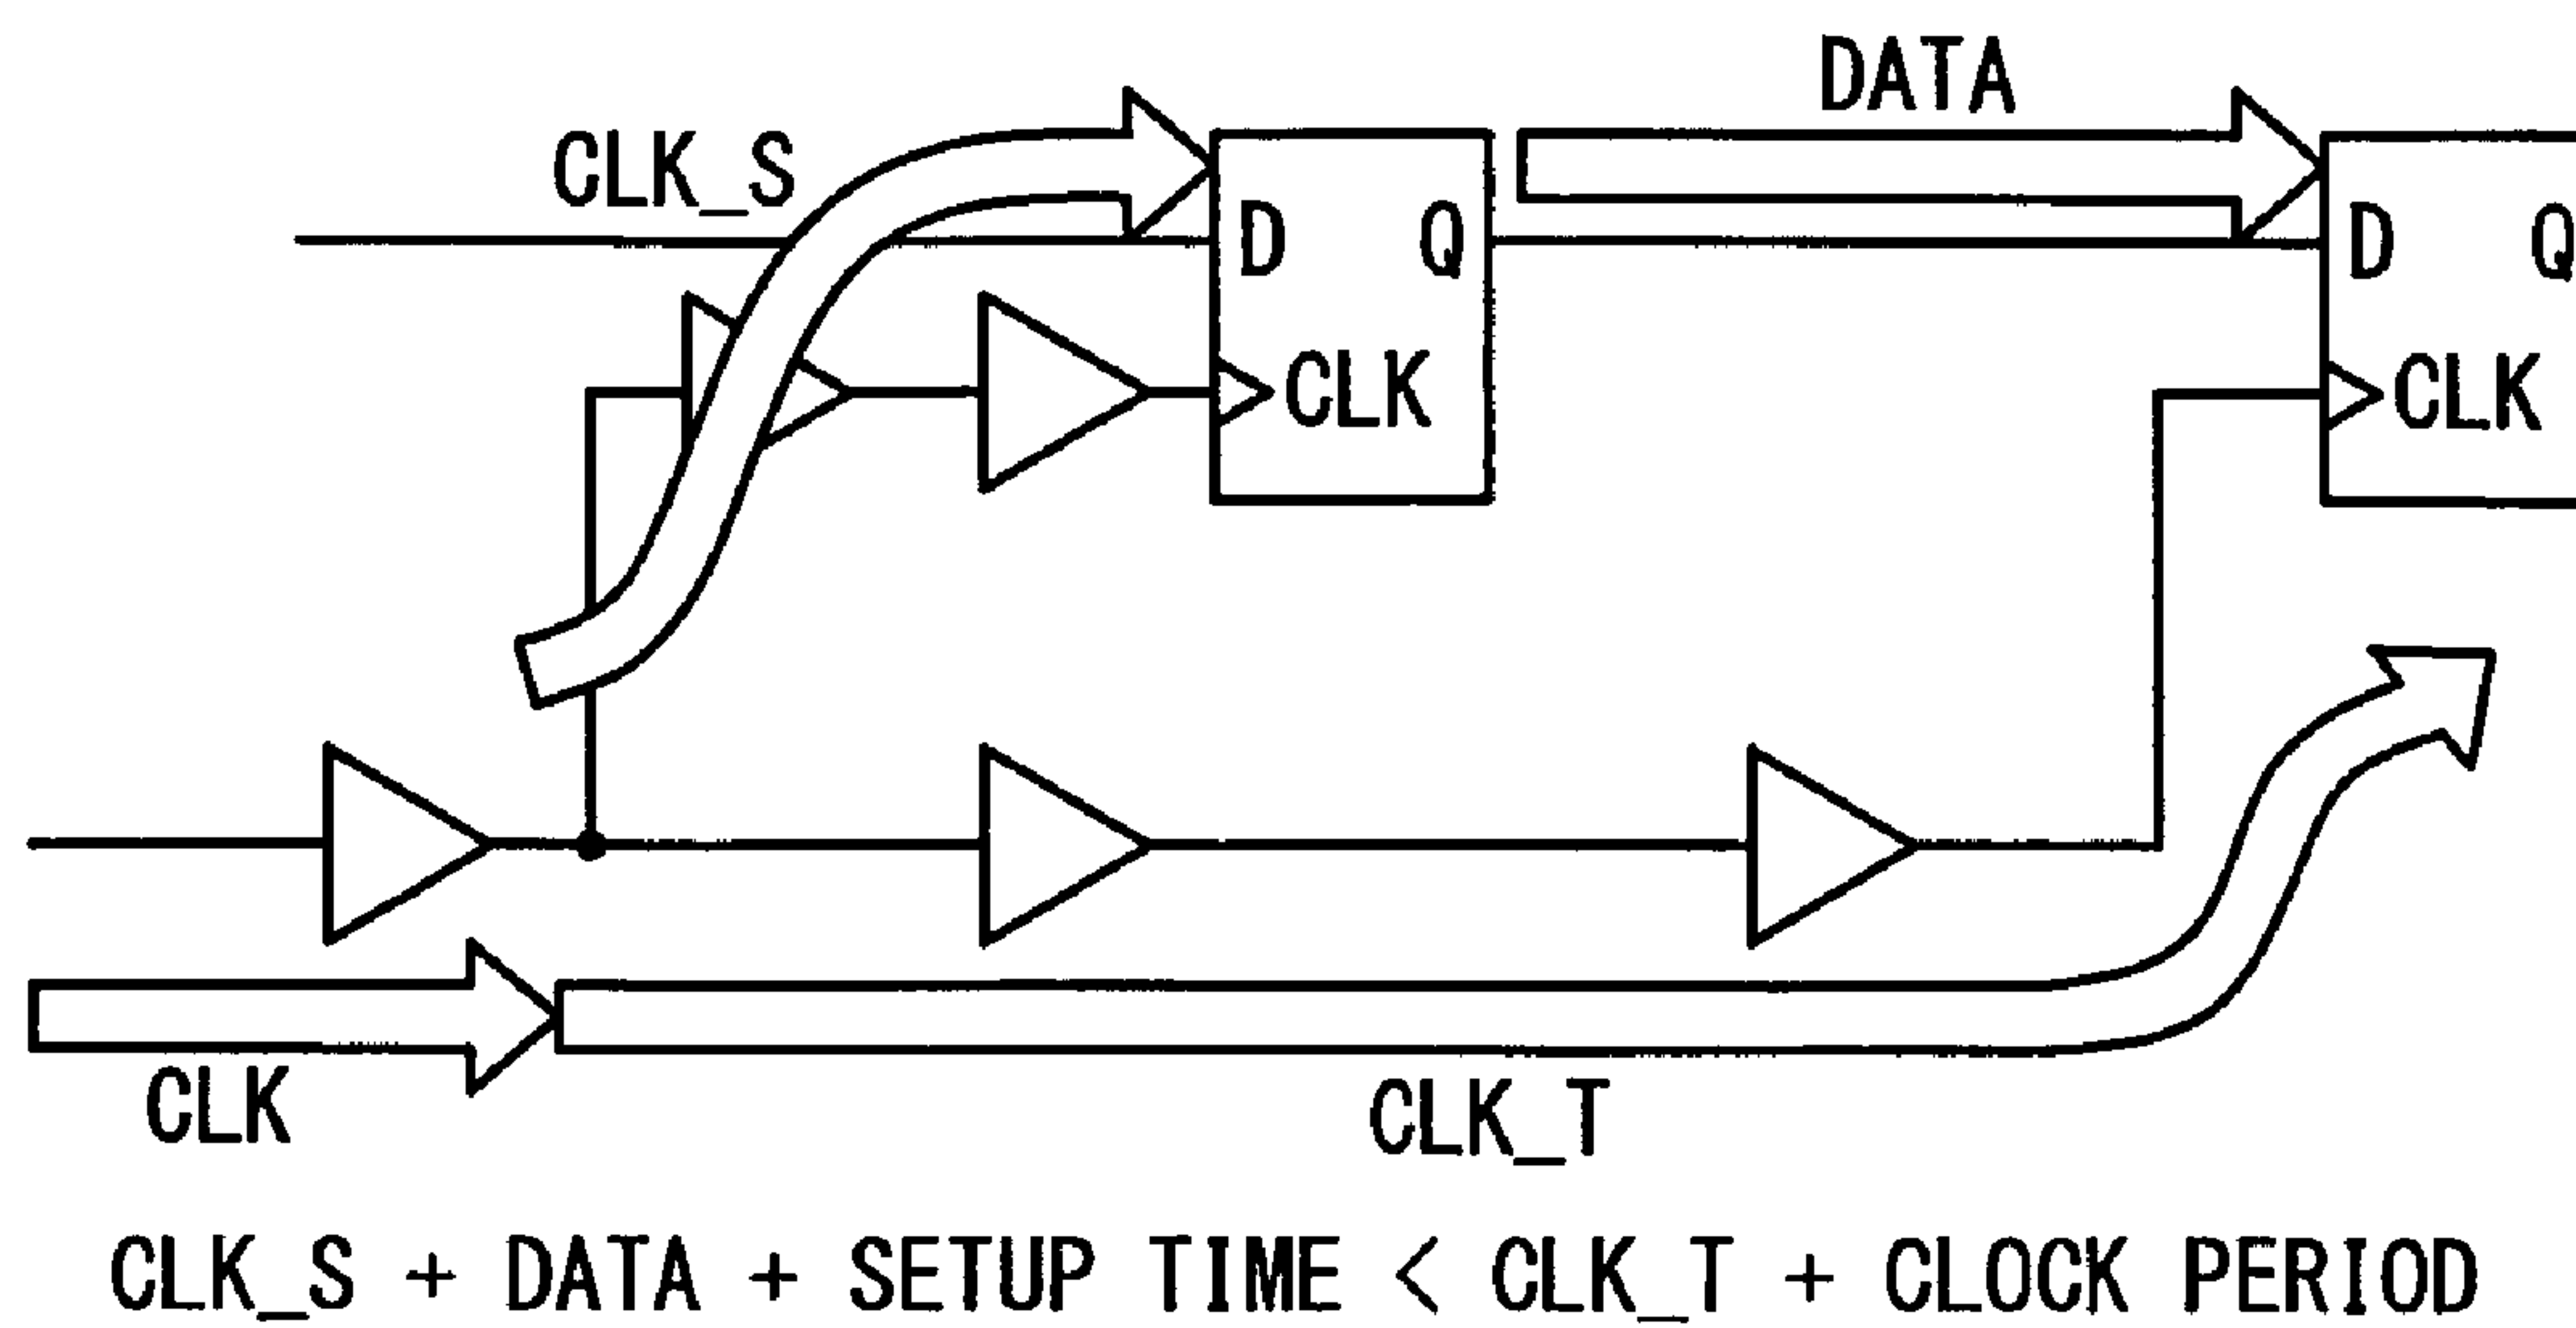 DATA
CLK_S
D Q
D Q
CLK
CLK
CLK
CLK_T
CLK_S + DATA + SETUP TIME < CLK_T + CLOCK PERIOD